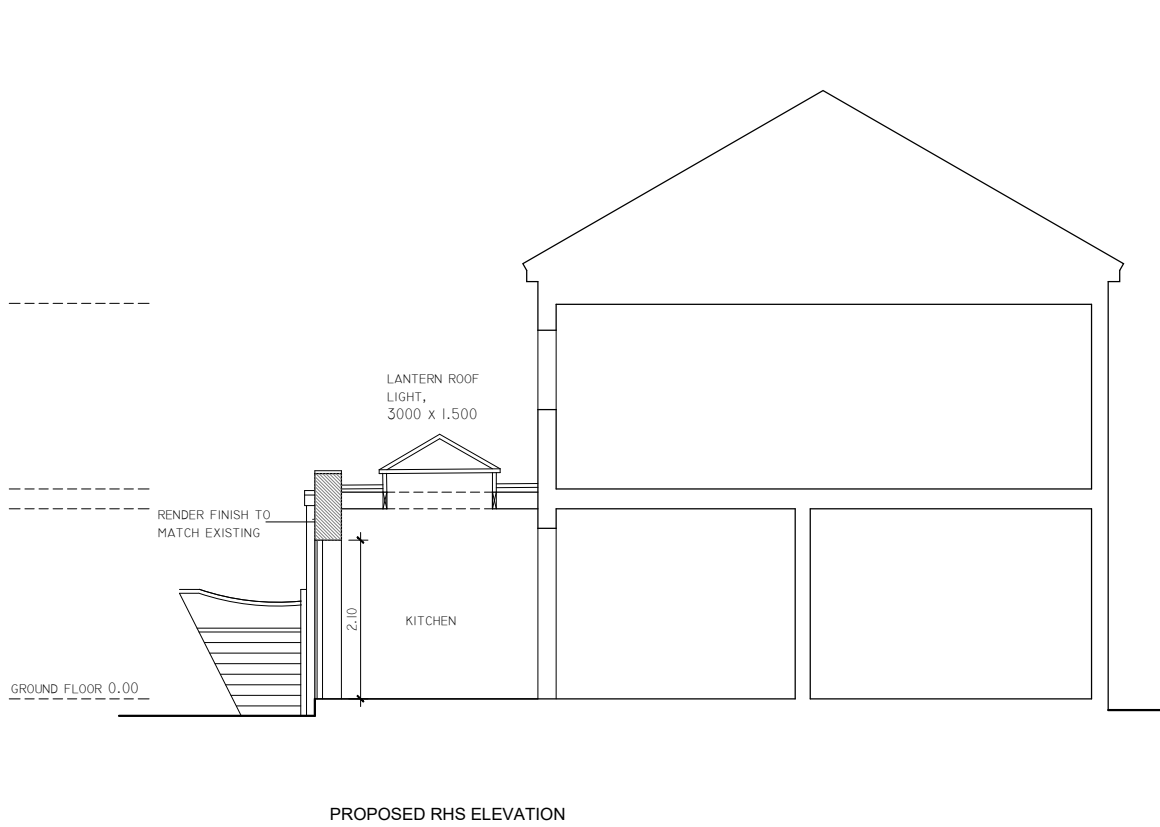 LANTERN ROOF
LIGHT,
3000 X 1.500
RENDER FINISH TO
MATCH EXISTING
2.10
KITCHEN
GROUND FLOOR 0.00
PROPOSED RHS ELEVATION